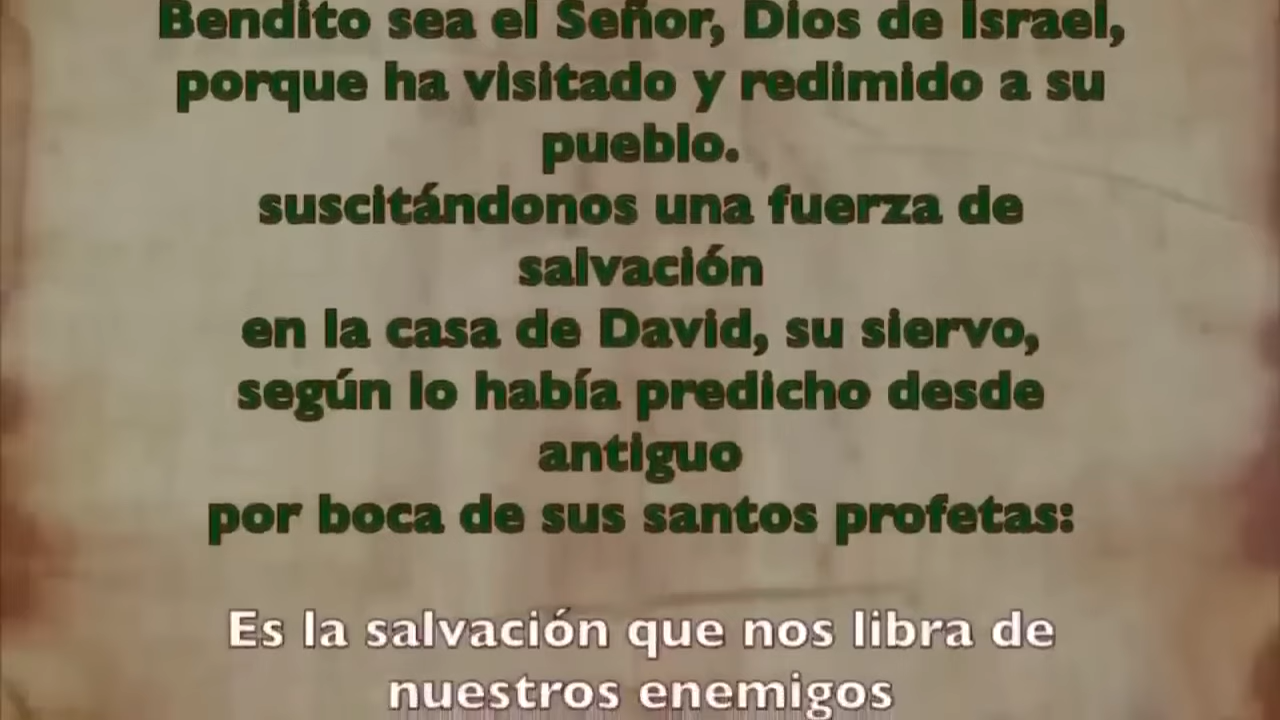 Bendito sea el Señor, Dios de Israel,
porque ha visitado y redimido a su
pueblo.
suscitándonos una fuerza de
salvación
en la casa de David, su siervo,
según lo había predicho desde
antiguo
por boca de sus santos profetas:
Es la salvación que nos libra de
nuestros enemigos